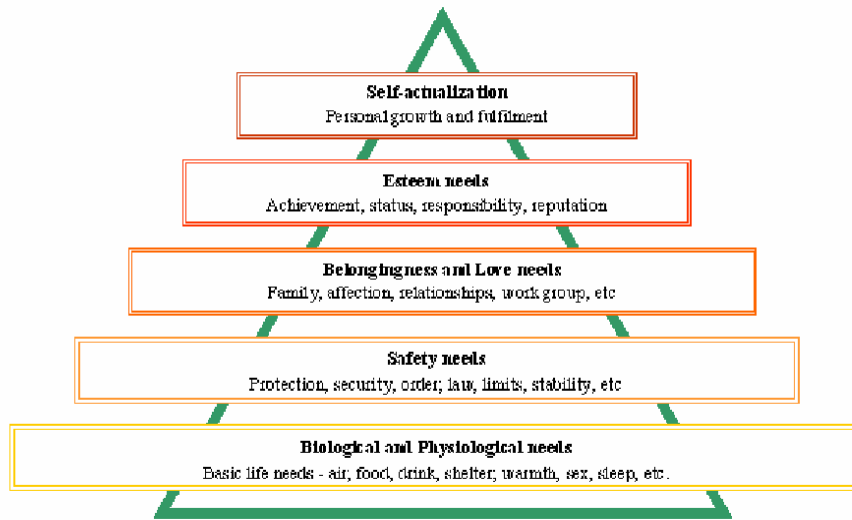 Self-actualization
Personal growth and fulfilment
Esteem needs
Achievement, status, responsibility, reputation
Belongingness and Love needs
Family, affection, relationships, work group, etc
Safety needs
Protection, security, order, law, limits, stability, etc
Biological and Physiological needs
Basic life needs - air, food, drink, shelter, warmth, sex, sleep, etc.